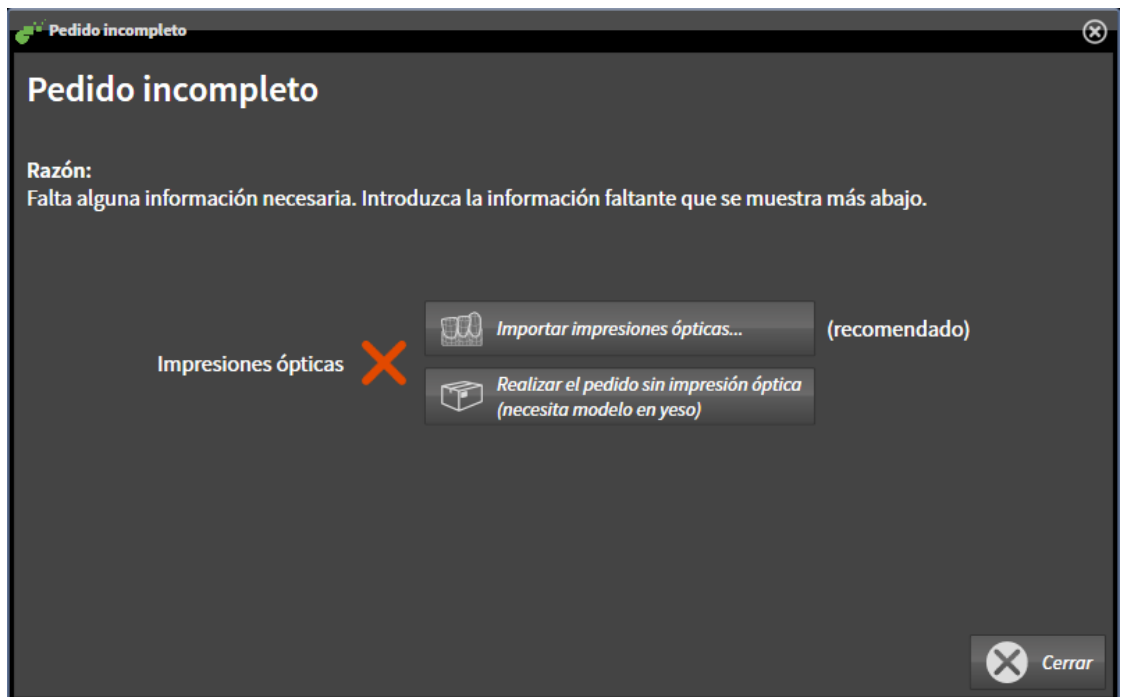 Pedido incompleto
Pedido incompleto
Razón:
Falta alguna información necesaria. Introduzca la información faltante que se muestra más abajo.
Impresiones ópticas
Importar impresiones ópticas...
(recomendado)
Realizar el pedido sin impresión óptica
(necesita modelo en yeso)
Cerrar